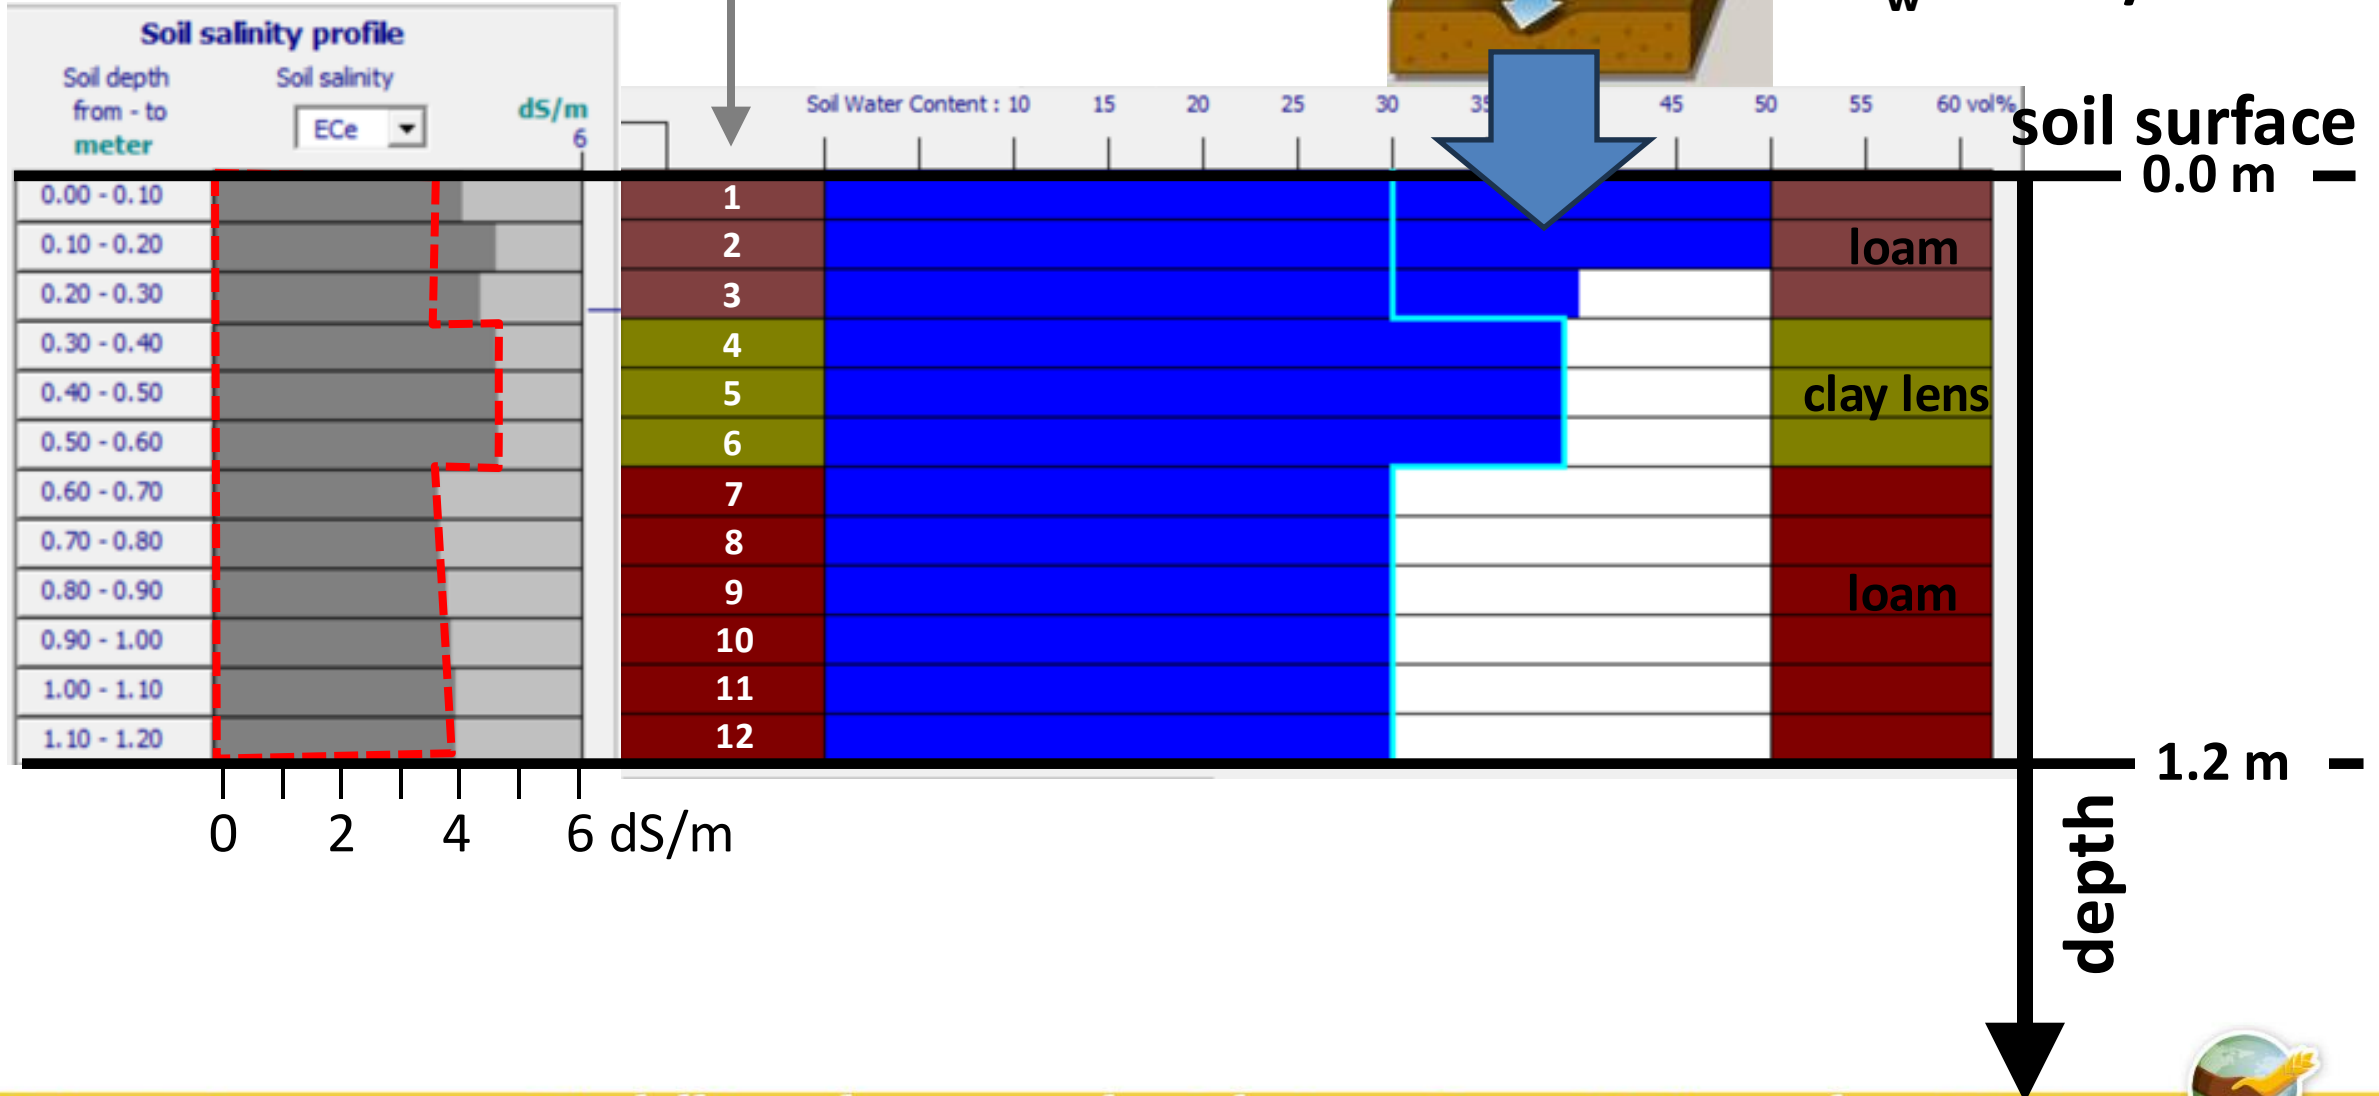 Soil salinity profile
Soil depth
from - to
meter
Soil salinity
ECe
dS/m
6
0.00 - 0.10
0.10 - 0.20
0.20 - 0.30
0.30 - 0.40
0.40 - 0.50
0.50 - 0.60
0.60 - 0.70
0.70 - 0.80
0.80 - 0.90
0.90 - 1.00
1.00 - 1.10
1.10 - 1.20
0 2 4 6 dS/m
Soil Water Content : 10 15 20 25 30 35 45 50 55 60 vol%
1
2
3
4
5
6
7
8
9
10
11
12
loam
clay lens
loam
w
soil surface
0.0 m
1.2 m
depth